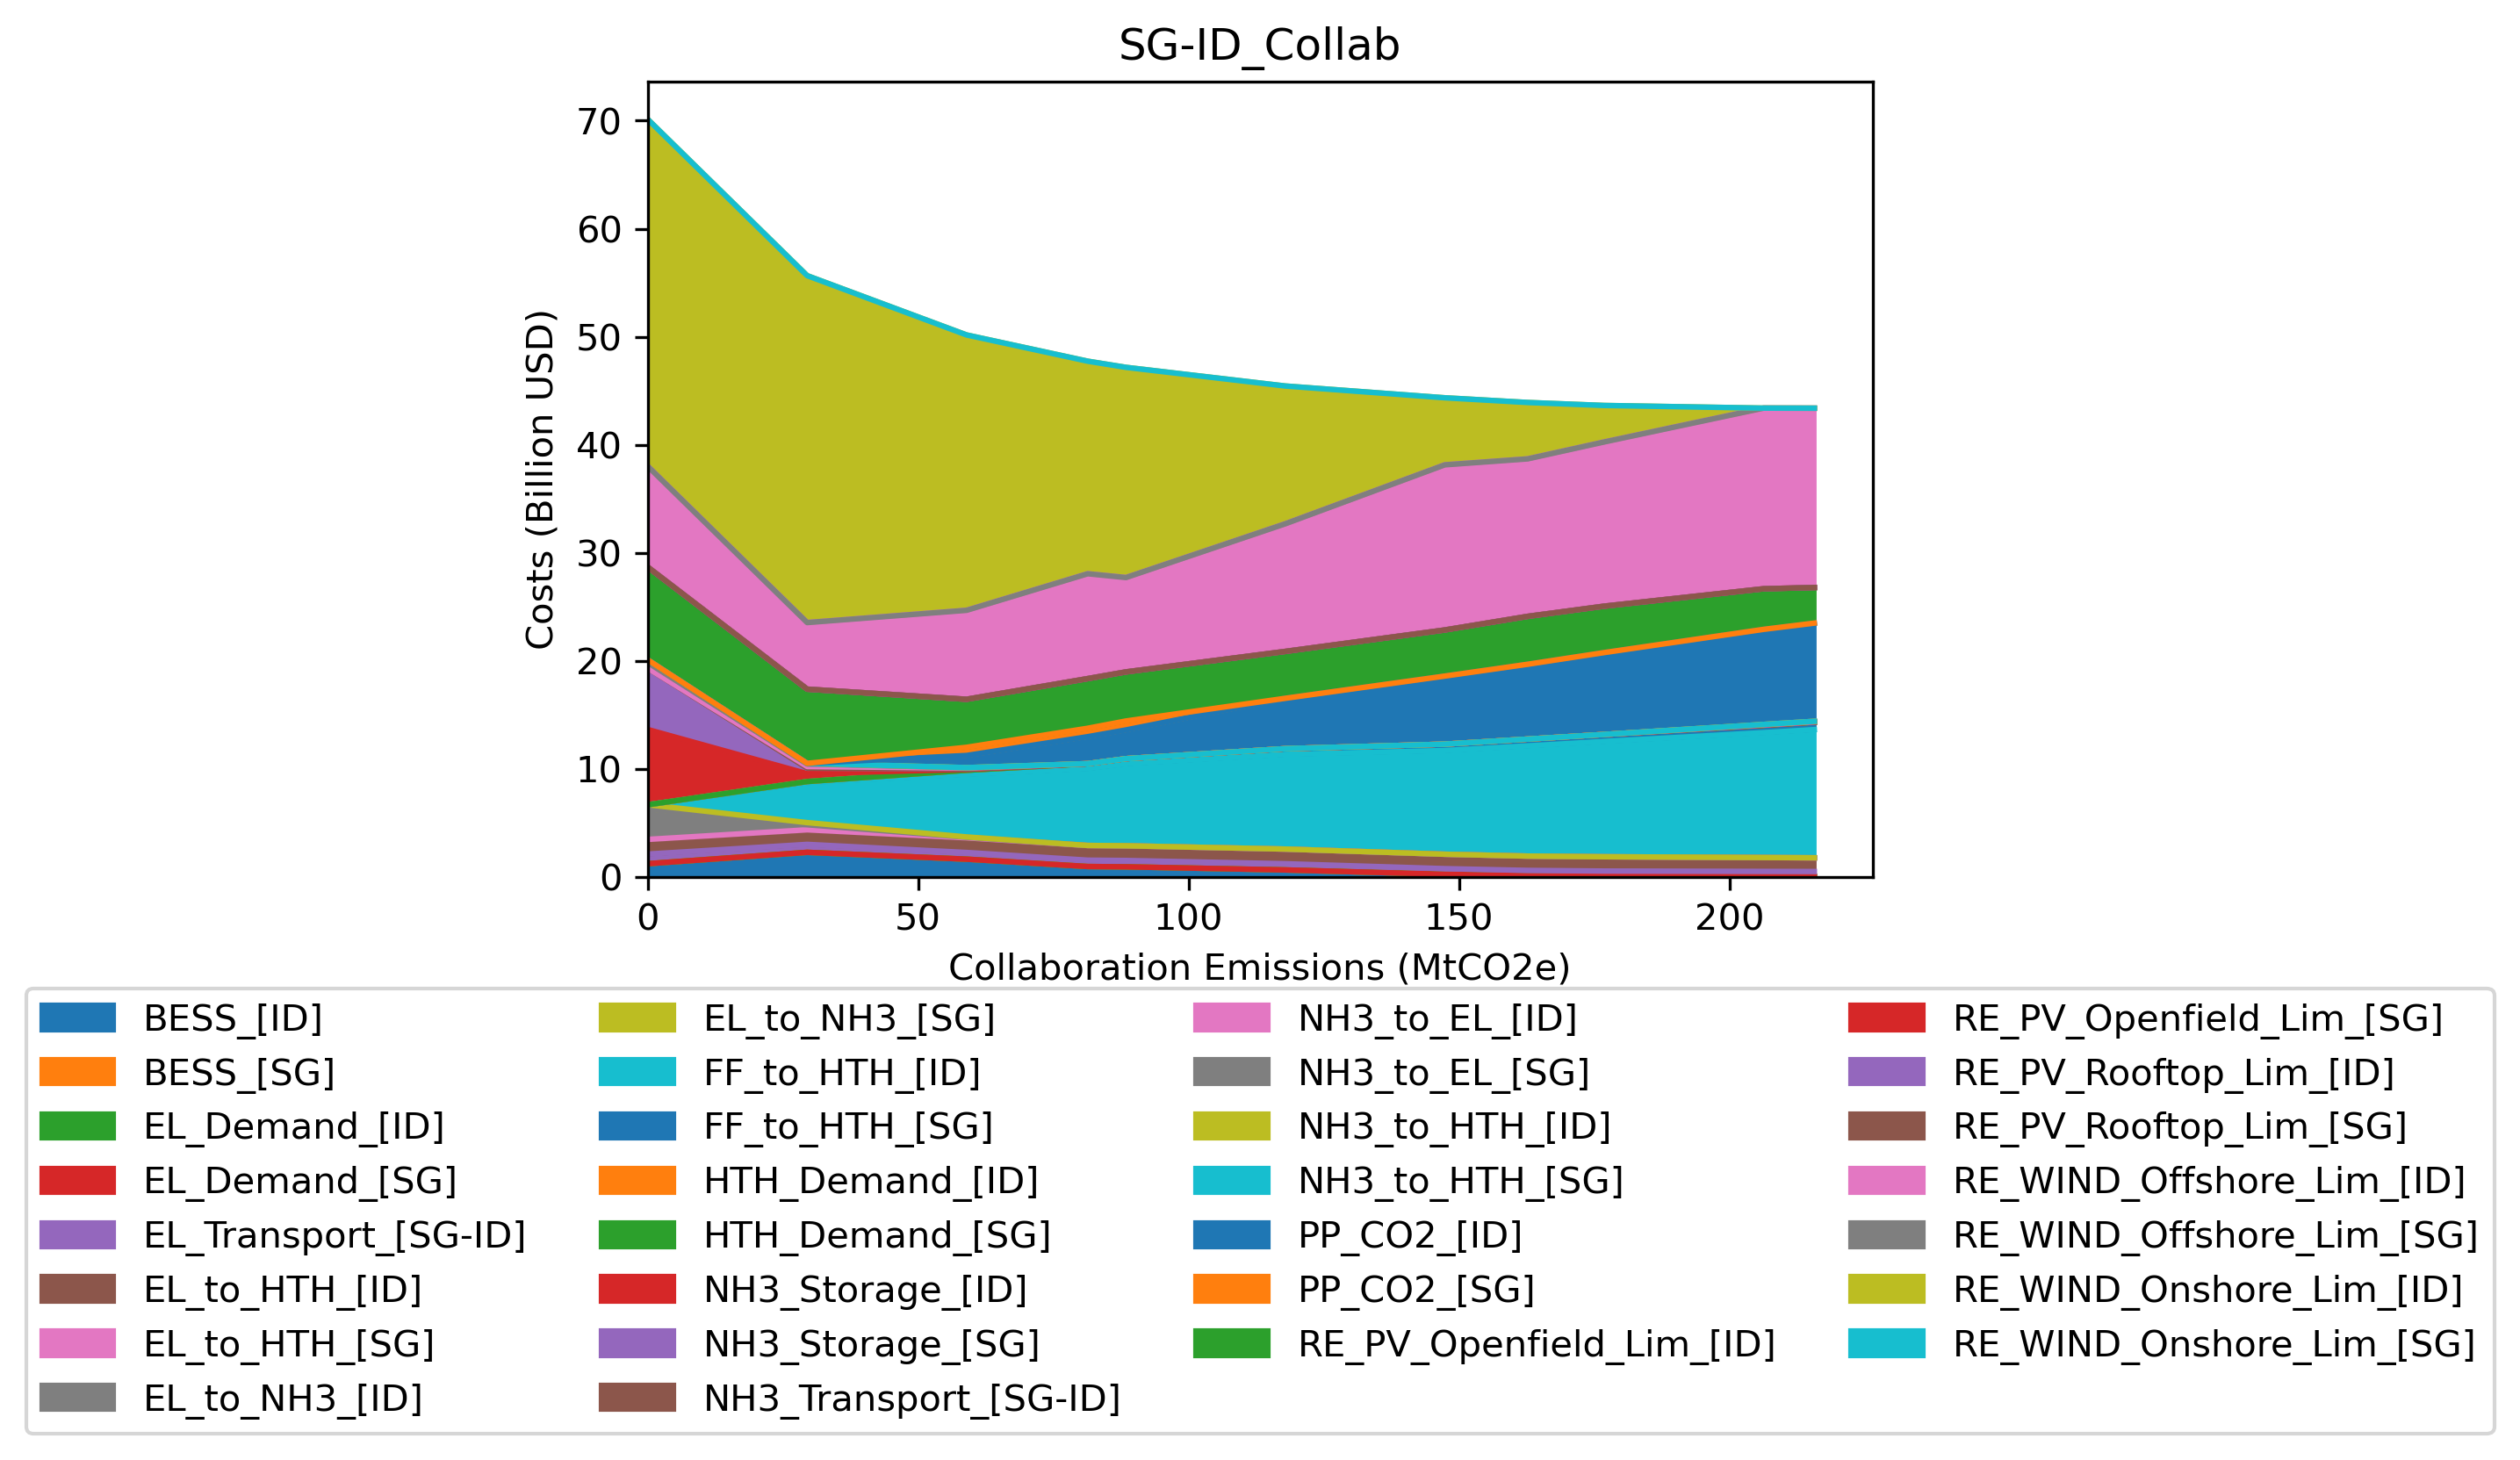 SG-ID_Collab
70
60
50
40
30
20
10
0
Costs (Billion USD)
0 50 100 150 200
Collaboration Emissions (MtCO2e)
BESS_[ID]
BESS_[SG]
EL_Demand_[ID]
EL_Demand_[SG]
EL_Transport_[SG-ID]
EL_to_HTH_[ID]
EL_to_HTH_[SG]
EL_to_NH3_[ID]
EL_to_NH3_[SG]
FF_to_HTH_[ID]
FF_to_HTH_[SG]
HTH_Demand_[ID]
HTH_Demand_[SG]
NH3_Storage_[ID]
NH3_Storage_[SG]
NH3_Transport_[SG-ID]
NH3_to_EL_[ID]
NH3_to_EL_[SG]
NH3_to_HTH_[ID]
NH3_to_HTH_[SG]
PP_CO2_[ID]
PP_CO2_[SG]
RE_PV_Openfield_Lim_[ID]
RE_PV_Openfield_Lim_[SG]
RE_PV_Rooftop_Lim_[ID]
RE_PV_Rooftop_Lim_[SG]
RE_WIND_Offshore_Lim_[ID]
RE_WIND_Offshore_Lim_[SG]
RE_WIND_Onshore_Lim_[ID]
RE_WIND_Onshore_Lim_[SG]